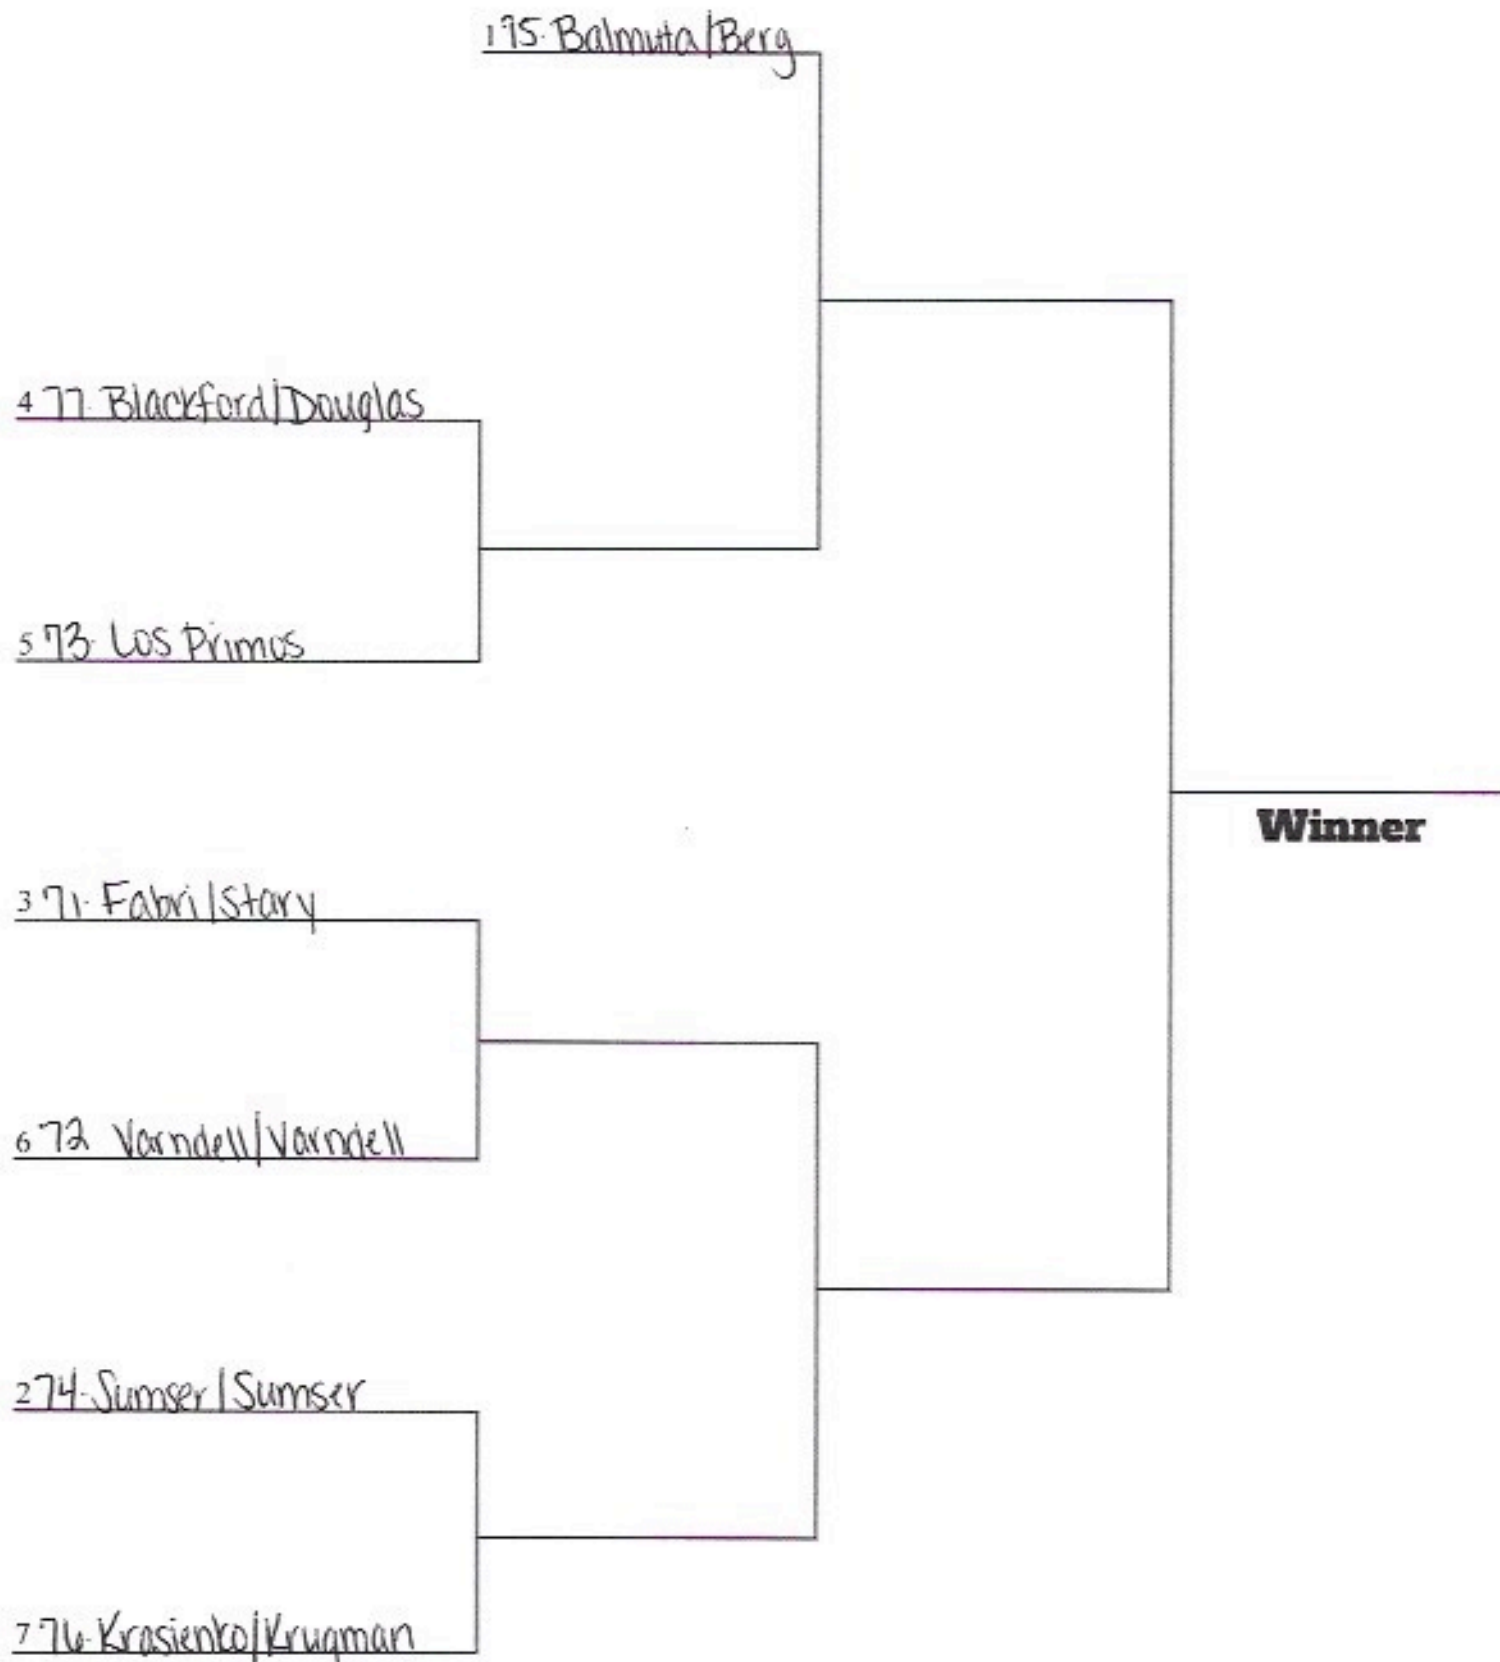 1 75. Balmuta/Berg
4 77. Blackford/Douglas
5 73. Los Primos
Winner
3 71. Fabri/Stary
6 72 Varndell/Varndell
2 74. Sumser/Sumser
7 76. Krasienko/Krugman